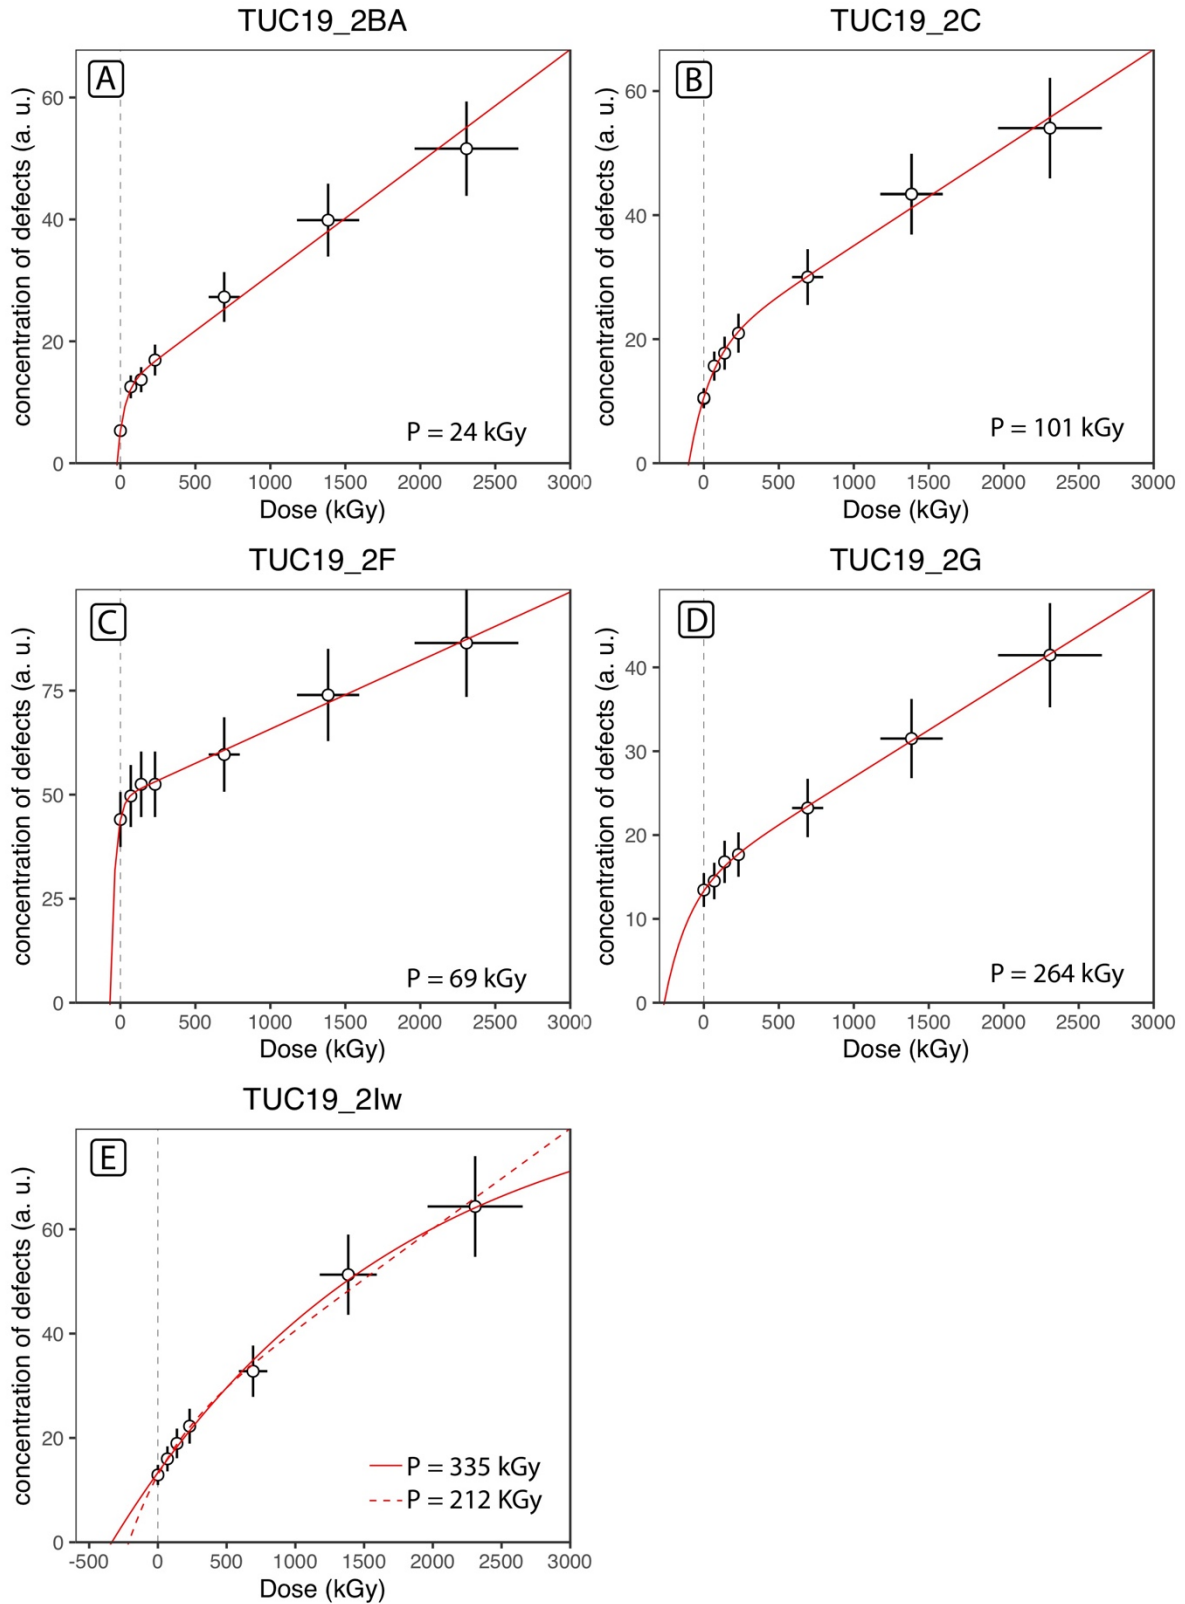 TUC19_2BA
A
concentration of defects (a. u.)
60
40
20
0
P = 24 kGy
0 500 1000 1500 2000 2500 3000
Dose (kGy)
TUC19_2C
B
concentration of defects (a. u.)
60
40
20
0
P = 101 kGy
0 500 1000 1500 2000 2500 3000
Dose (kGy)
TUC19_2F
C
concentration of defects (a. u.)
75
50
25
0
P = 69 kGy
0 500 1000 1500 2000 2500 3000
Dose (kGy)
TUC19_2G
D
concentration of defects (a. u.)
40
30
20
10
0
P = 264 kGy
0 500 1000 1500 2000 2500 3000
Dose (kGy)
TUC19_2Iw
E
concentration of defects (a. u.)
60
40
20
0
P = 335 kGy
P = 212 KGy
-500 0 500 1000 1500 2000 2500 3000
Dose (kGy)